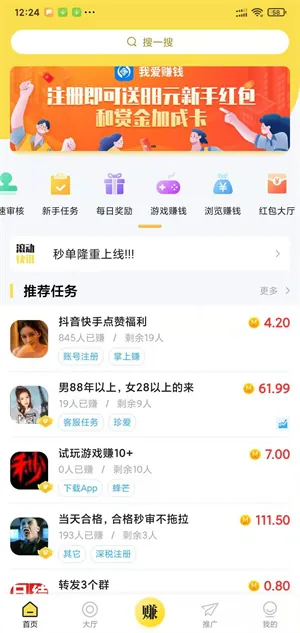 12:24
58
搜一搜
我爱赚钱
注册即可送88元新手红包
和赏金加成卡
速审核
新手任务
每日奖励
游戏赚钱
浏览赚钱
红包大厅
滚动
快讯
秒单隆重上线!!!
推荐任务
更多
抖音快手点赞福利
4.20
845人已赚 / 剩余19人
账号注册
掌上赚
男88年以上，女28以上的来
61.99
19人已赚 / 剩余9人
客服任务
珍爱
秒
试玩游戏赚10+
7.00
0人已赚 / 剩余10人
下载App
蜂芒
当天合格，合格秒审不拖拉
111.50
193人已赚 / 剩余3人
其它
深税注册
日结
转发3个群
0.80
首页
大厅
赚
推广
我的